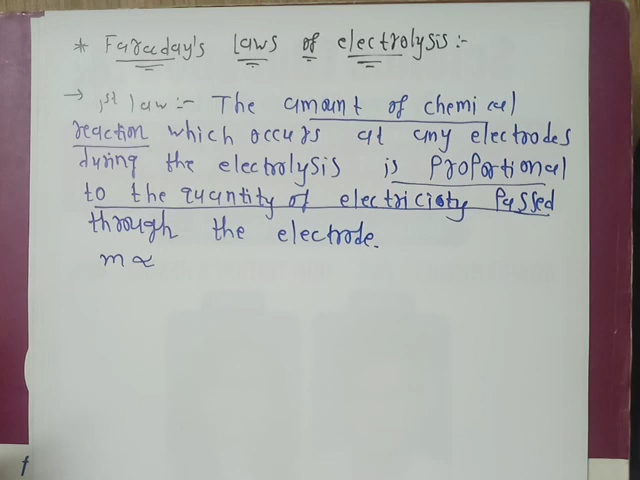 * Faraday's laws of electrolysis:-
→ 1st law:- The amount of chemical
reaction which occurs at any electrodes
during the electrolysis is proportional
to the quantity of electricioty passed
through the electrode.
m ∝
f